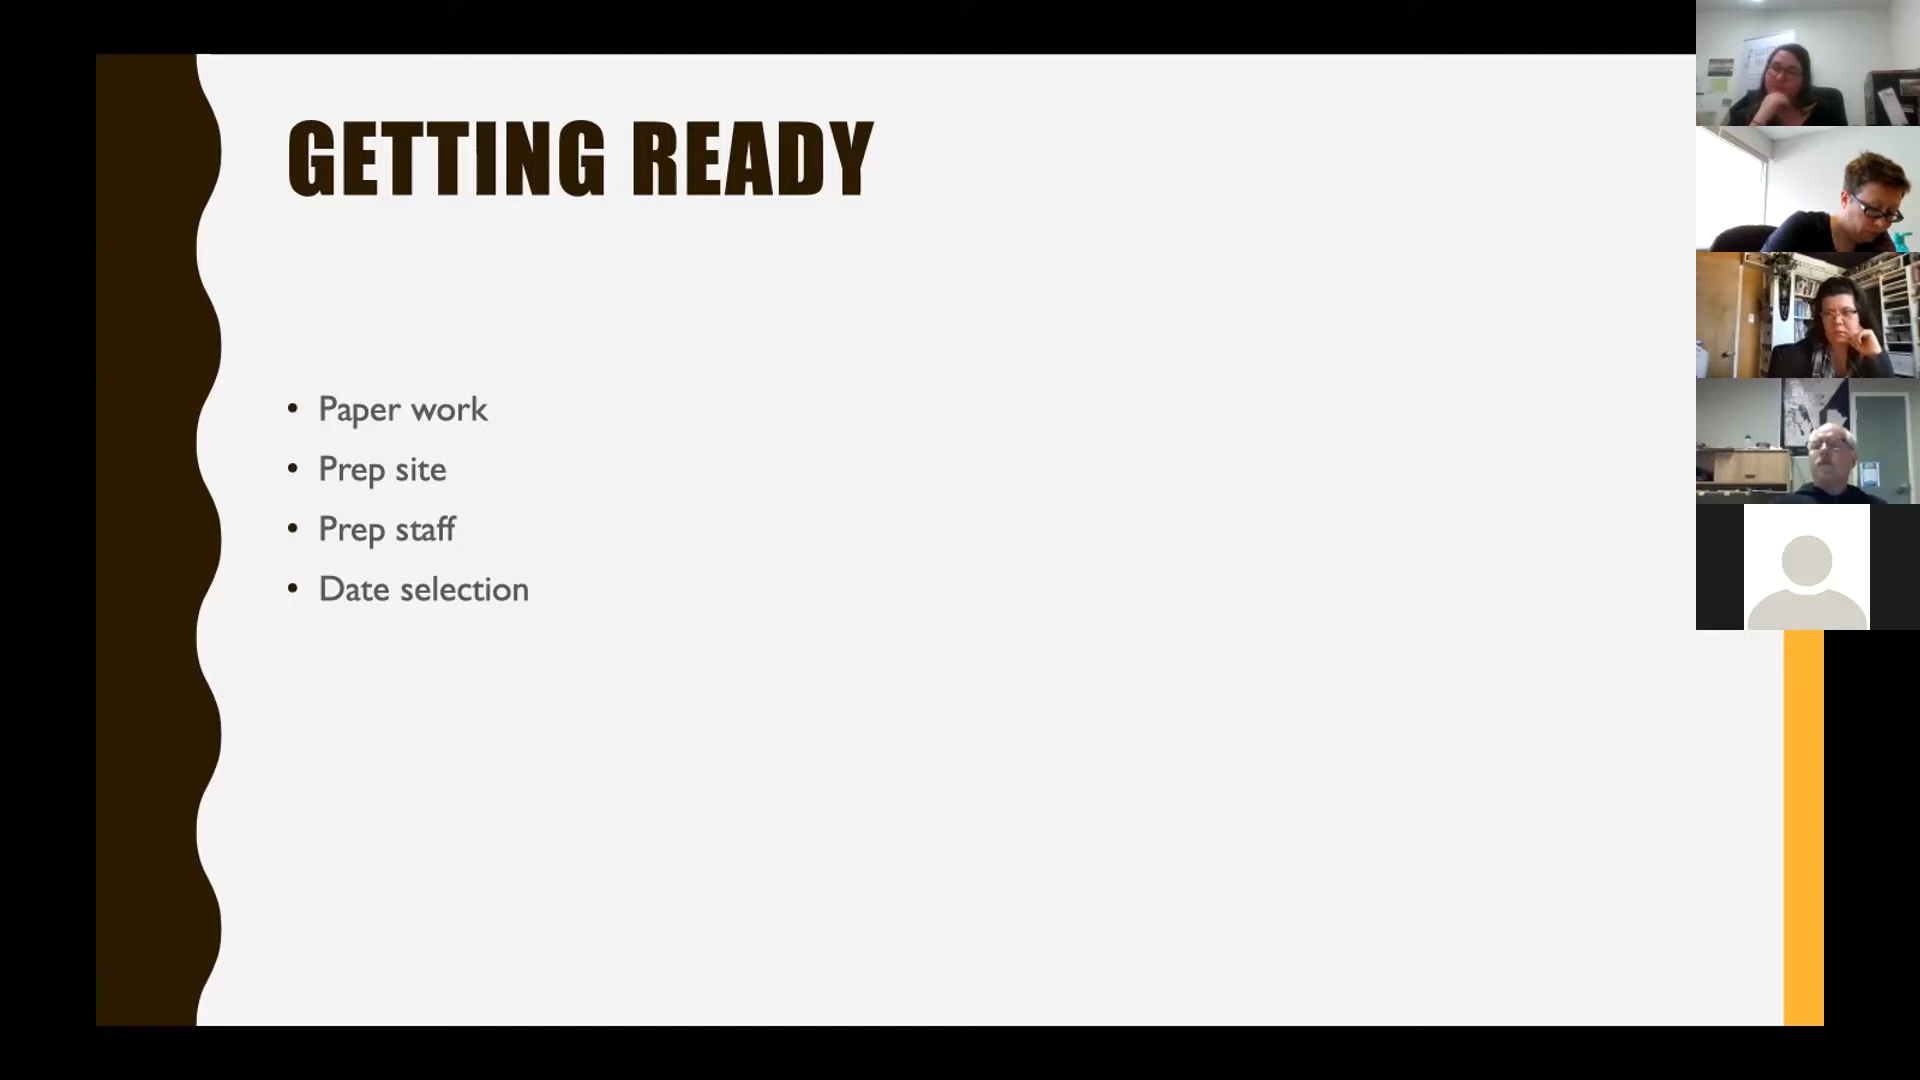 GETTING READY
Paper work
Prep site
Prep staff
Date selection